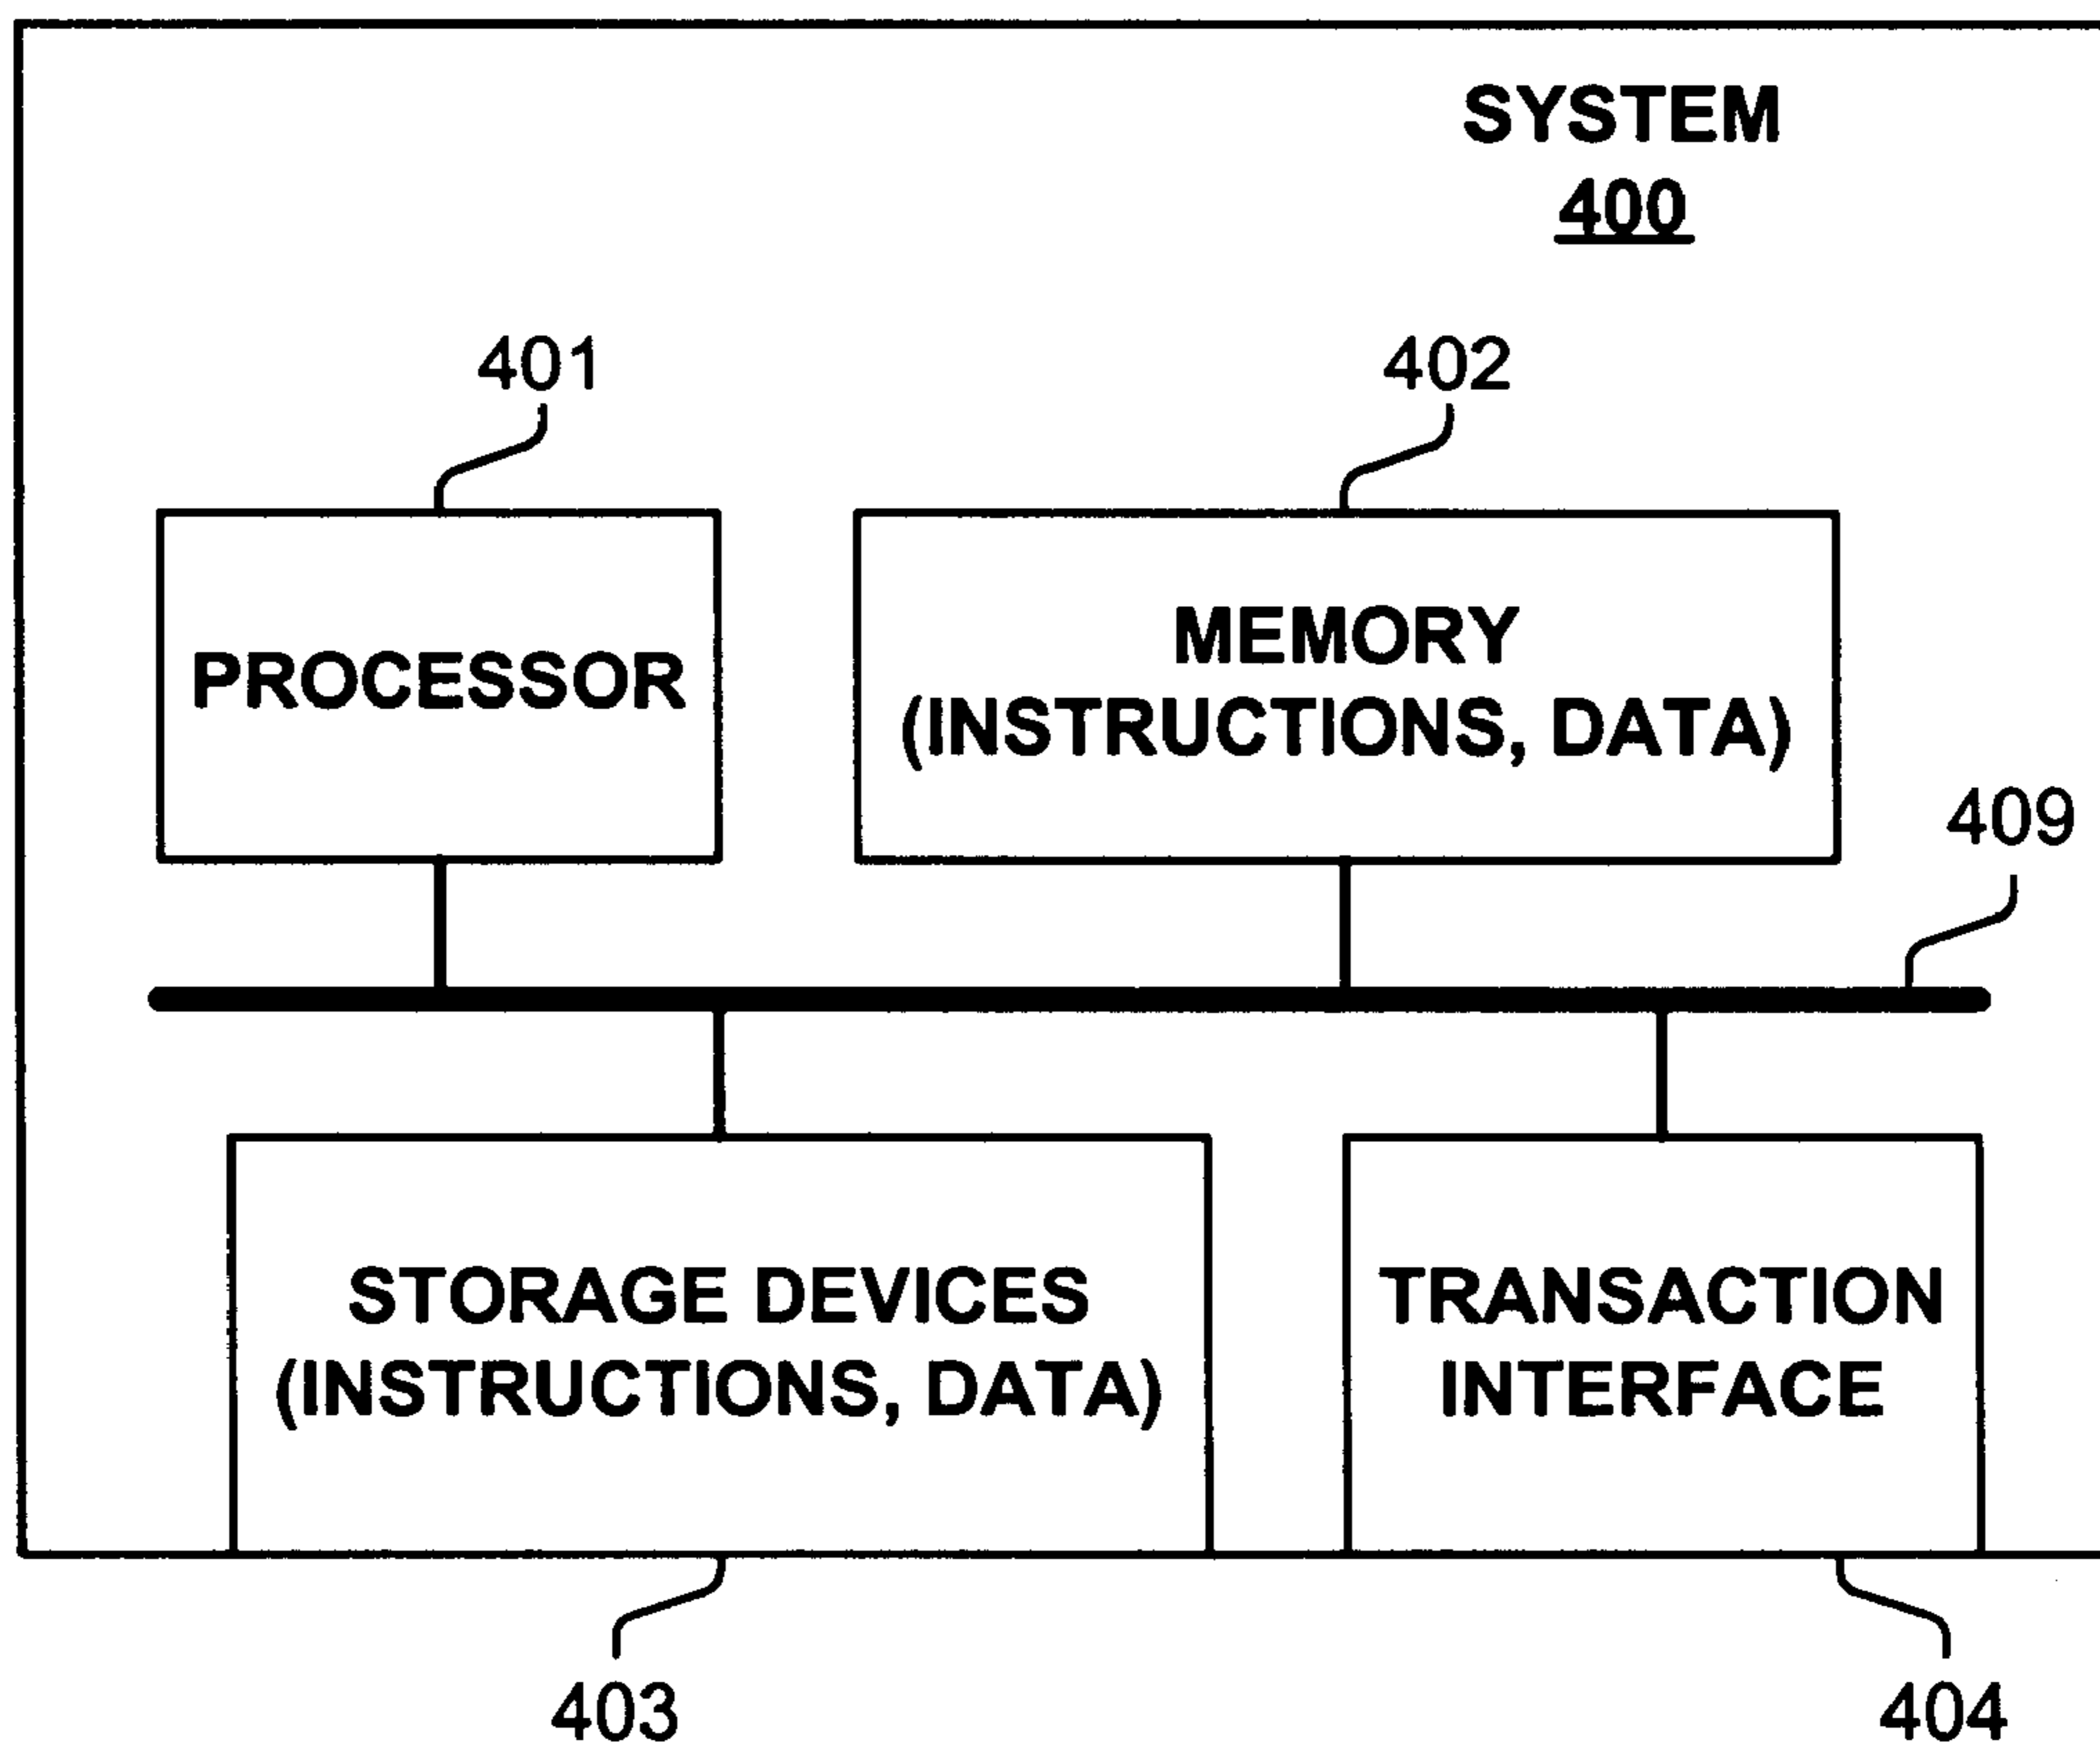 SYSTEM
400
401
402
PROCESSOR
MEMORY
(INSTRUCTIONS, DATA)
409
STORAGE DEVICES
(INSTRUCTIONS, DATA)
TRANSACTION
INTERFACE
403
404